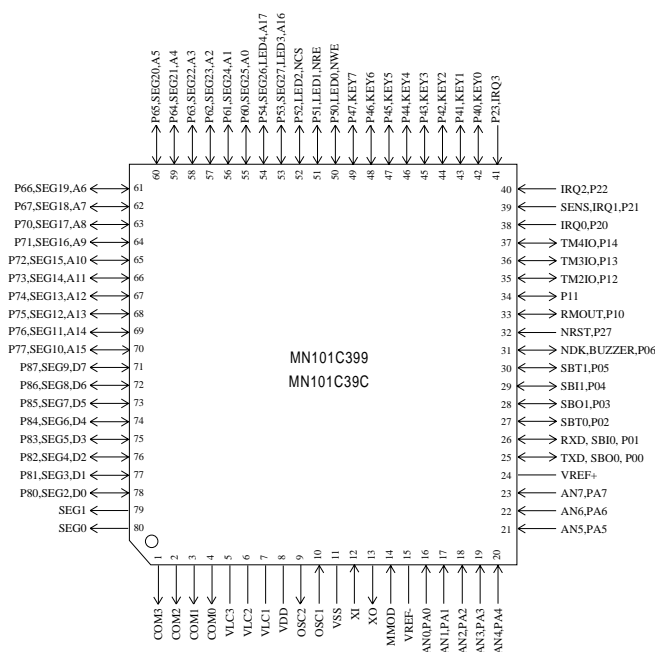 P65,SEG20,A5
P64,SEG21,A4
P63,SEG22,A3
P62,SEG23,A2
P61,SEG24,A1
P60,SEG25,A0
P54,SEG26,LED4,A17
P53,SEG27,LED3,A16
P52,LED2,NCS
P51,LED1,NRE
P50,LED0,NWE
P47,KEY7
P46,KEY6
P45,KEY5
P44,KEY4
P43,KEY3
P42,KEY2
P41,KEY1
P40,KEY0
P23,IRQ3
60 59 58 57 56 55 54 53 52 51 50 49 48 47 46 45 44 43 42 41
P66,SEG19,A6 61
P67,SEG18,A7 62
P70,SEG17,A8 63
P71,SEG16,A9 64
P72,SEG15,A10 65
P73,SEG14,A11 66
P74,SEG13,A12 67
P75,SEG12,A13 68
P76,SEG11,A14 69
P77,SEG10,A15 70
P87,SEG9,D7 71
P86,SEG8,D6 72
P85,SEG7,D5 73
P84,SEG6,D4 74
P83,SEG5,D3 75
P82,SEG4,D2 76
P81,SEG3,D1 77
P80,SEG2,D0 78
SEG1 79
SEG0 80
MN101C399
MN101C39C
40 IRQ2,P22
39 SENS,IRQ1,P21
38 IRQ0,P20
37 TM4IO,P14
36 TM3IO,P13
35 TM2IO,P12
34 P11
33 RMOUT,P10
32 NRST,P27
31 NDK,BUZZER,P06
30 SBT1,P05
29 SBI1,P04
28 SBO1,P03
27 SBT0,P02
26 RXD, SBI0, P01
25 TXD, SBO0, P00
24 VREF+
23 AN7,PA7
22 AN6,PA6
21 AN5,PA5
1 2 3 4 5 6 7 8 9 10 11 12 13 14 15 16 17 18 19 20
COM3
COM2
COM1
COM0
VLC3
VLC2
VLC1
VDD
OSC2
OSC1
VSS
XI
XO
MMOD
VREF-
AN0,PA0
AN1,PA1
AN2,PA2
AN3,PA3
AN4,PA4